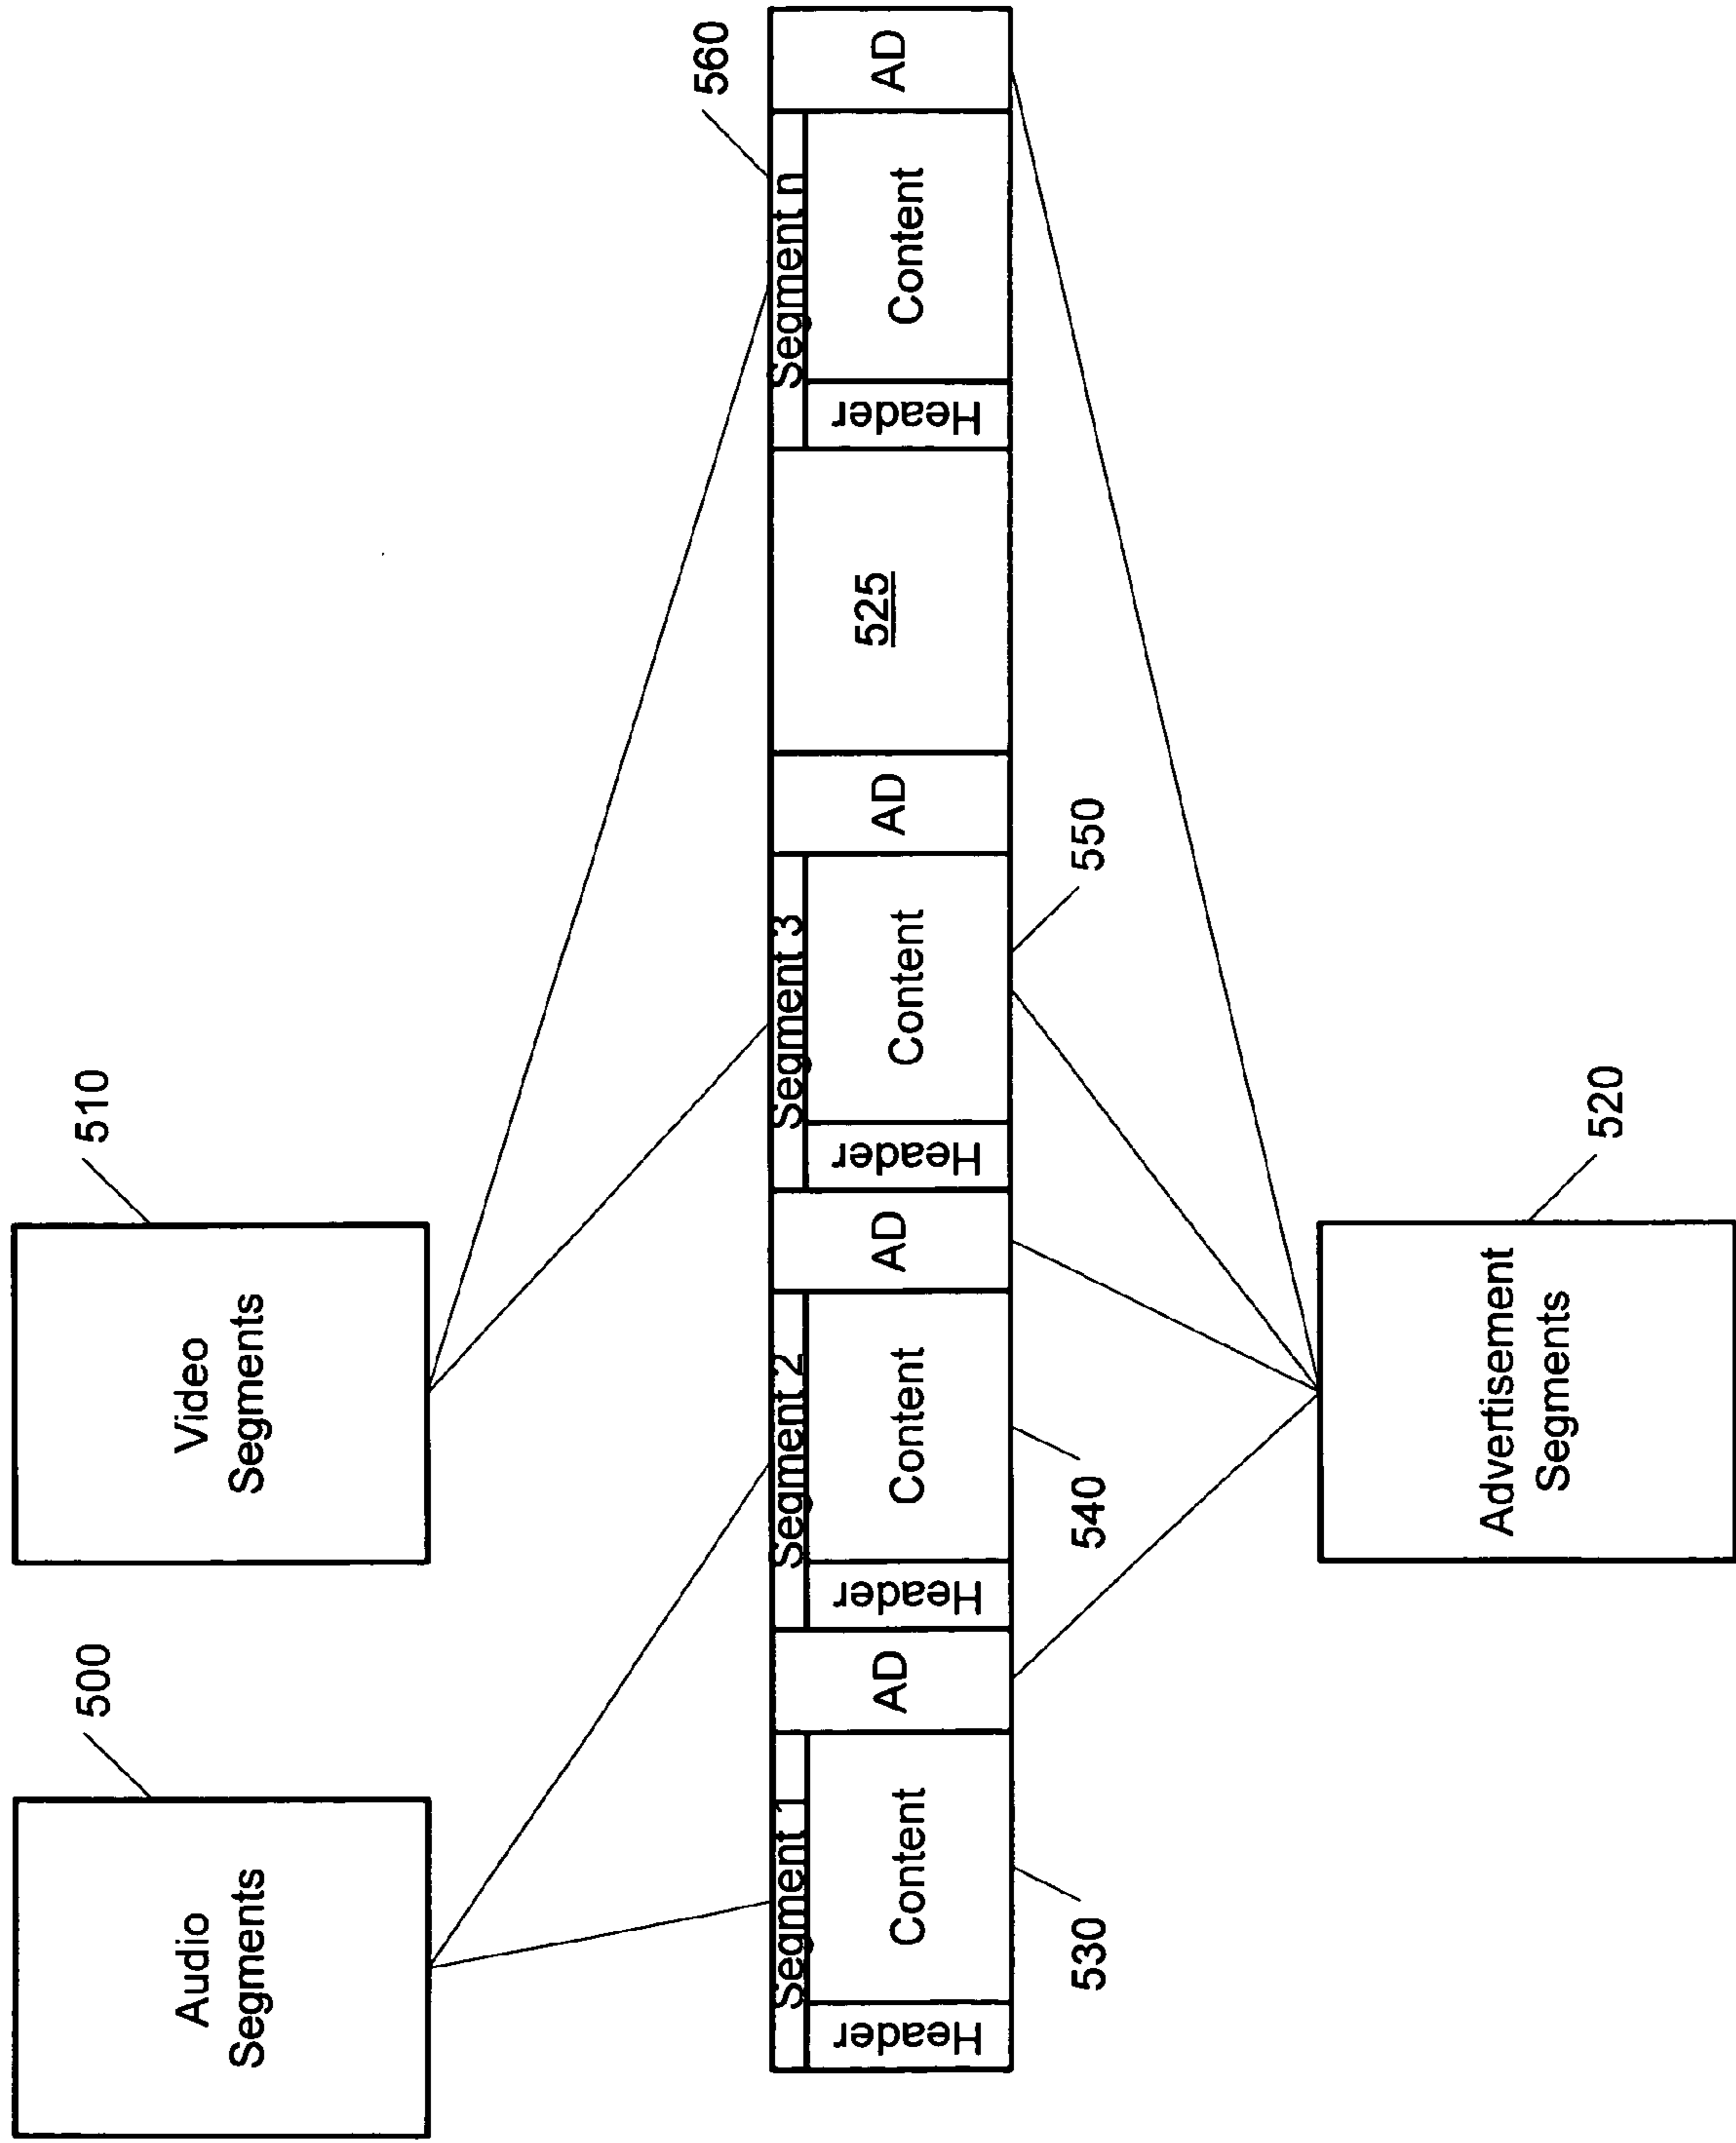 Audio
Segments
500
Video
Segments
510
Segment 1
Header
Content
AD
Segment 2
Header
Content
AD
Segment 3
Header
Content
AD
525
Segment n
Header
Content
AD
560
530
540
550
Advertisement
Segments
520